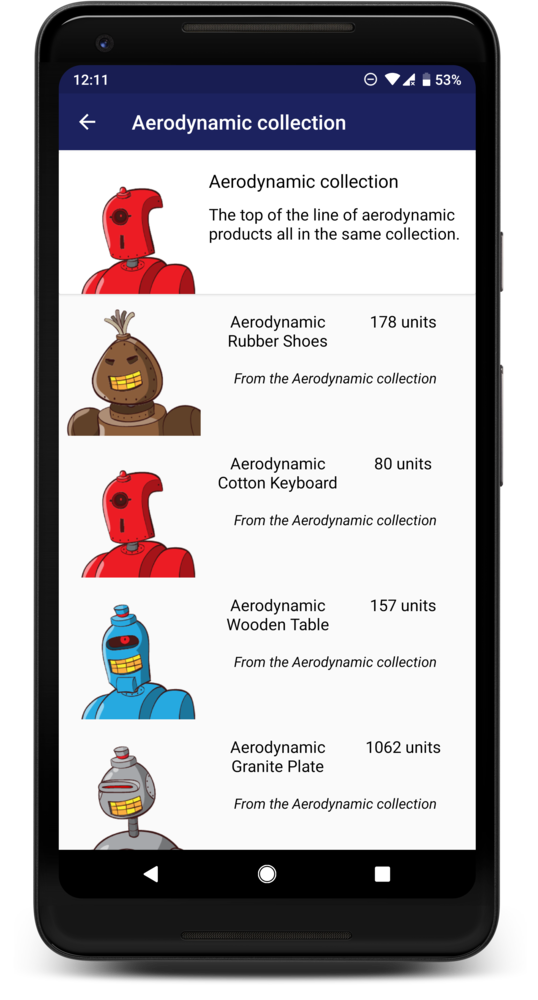 12:11
53%
Aerodynamic collection
Aerodynamic collection
The top of the line of aerodynamic
products all in the same collection.
Aerodynamic 178 units
Rubber Shoes
From the Aerodynamic collection
Aerodynamic 80 units
Cotton Keyboard
From the Aerodynamic collection
Aerodynamic 157 units
Wooden Table
From the Aerodynamic collection
Aerodynamic 1062 units
Granite Plate
From the Aerodynamic collection